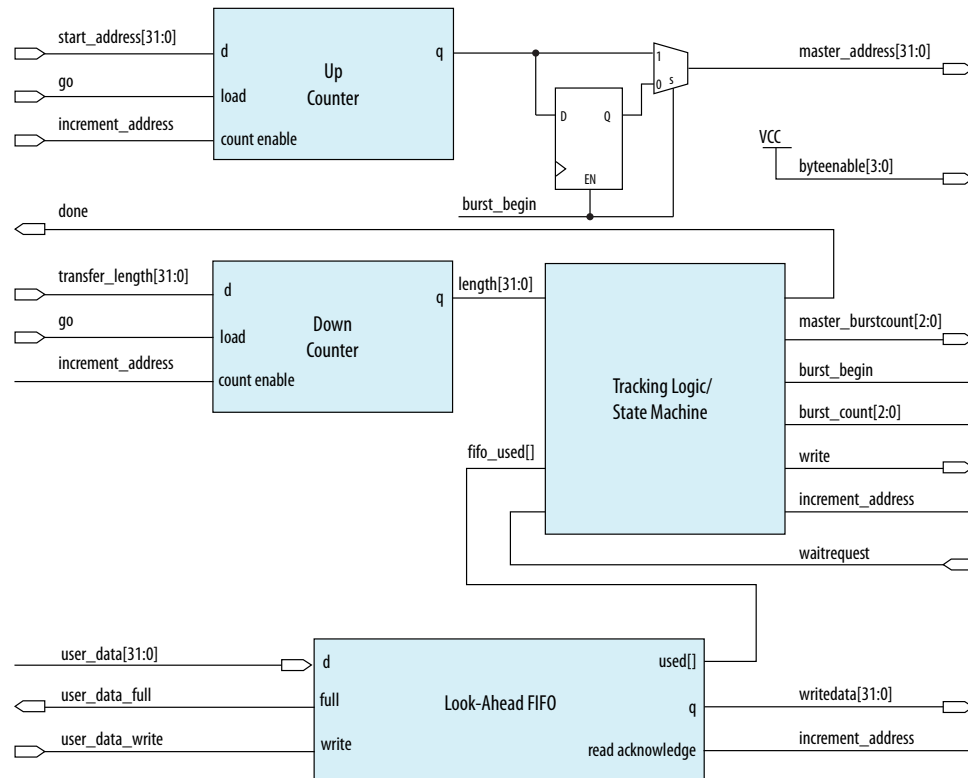 start_address[31:0]
d
q
master_address[31:0]
1
Up
Counter
go
load
0
s
D
Q
VCC
increment_address
count enable
byteenable[3:0]
EN
burst_begin
done
transfer_length[31:0]
d
q
length[31:0]
go
load
Down
Counter
master_burstcount[2:0]
increment_address
count enable
burst_begin
Tracking Logic/
State Machine
burst_count[2:0]
fifo_used[]
write
increment_address
waitrequest
user_data[31:0]
d
used[]
user_data_full
full
Look-Ahead FIFO
q
writedata[31:0]
user_data_write
write
read acknowledge
increment_address